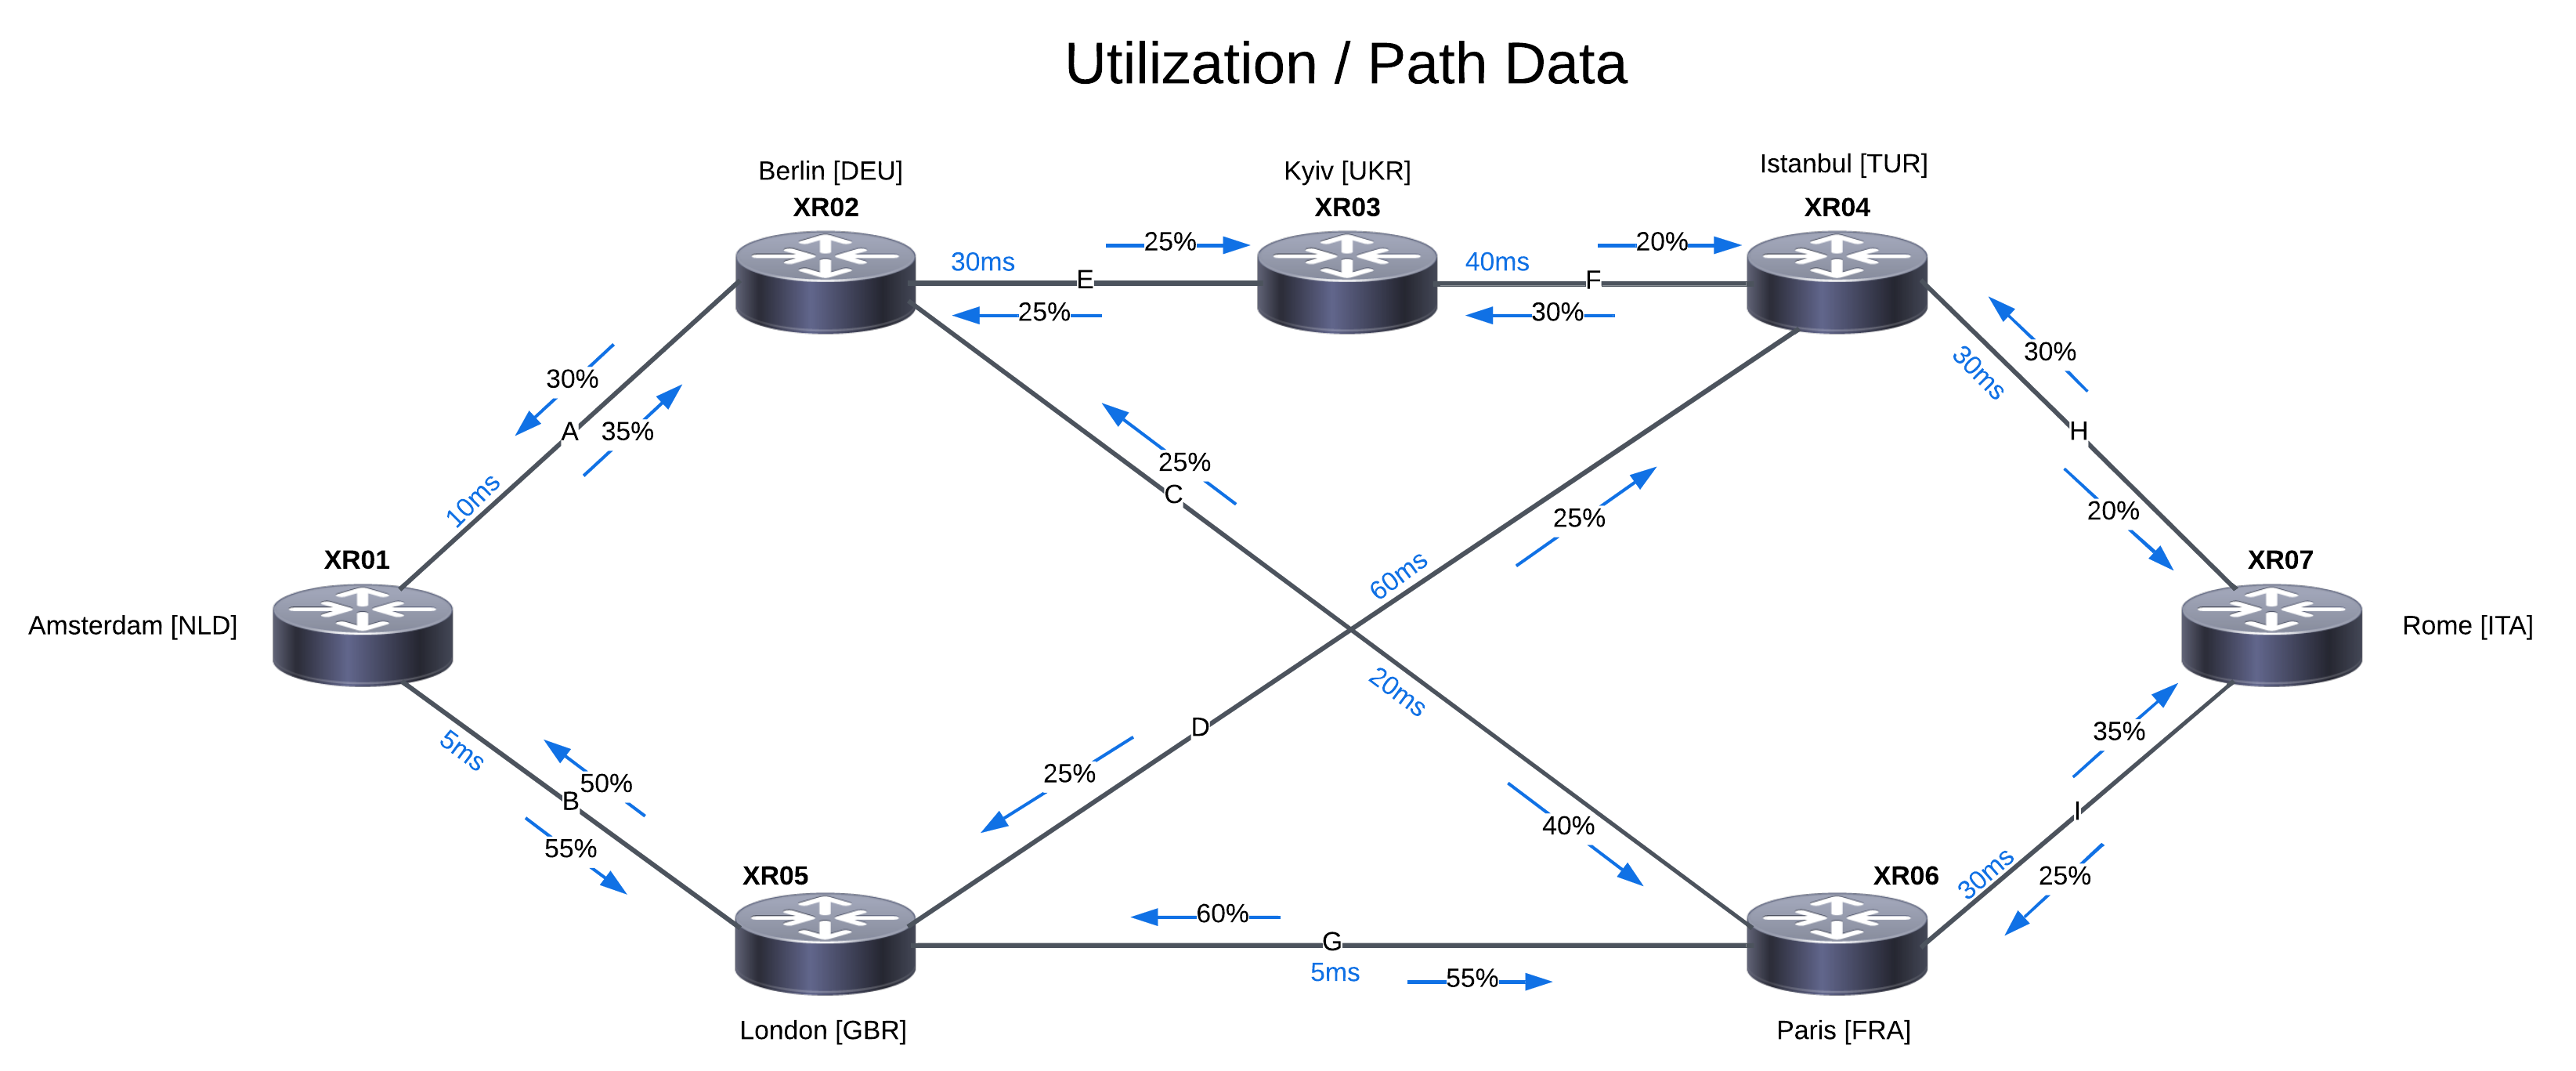 Utilization / Path Data
Berlin [DEU]
XR02
Kyiv [UKR]
XR03
Istanbul [TUR]
XR04
30ms
E
25%
25%
40ms
F
20%
30%
30%
A
35%
10ms
30%
30ms
H
20%
25%
C
25%
60ms
20ms
D
25%
40%
XR01
Amsterdam [NLD]
XR07
Rome [ITA]
5ms
50%
B
55%
35%
I
30ms
25%
XR05
London [GBR]
60%
G
5ms
55%
XR06
Paris [FRA]